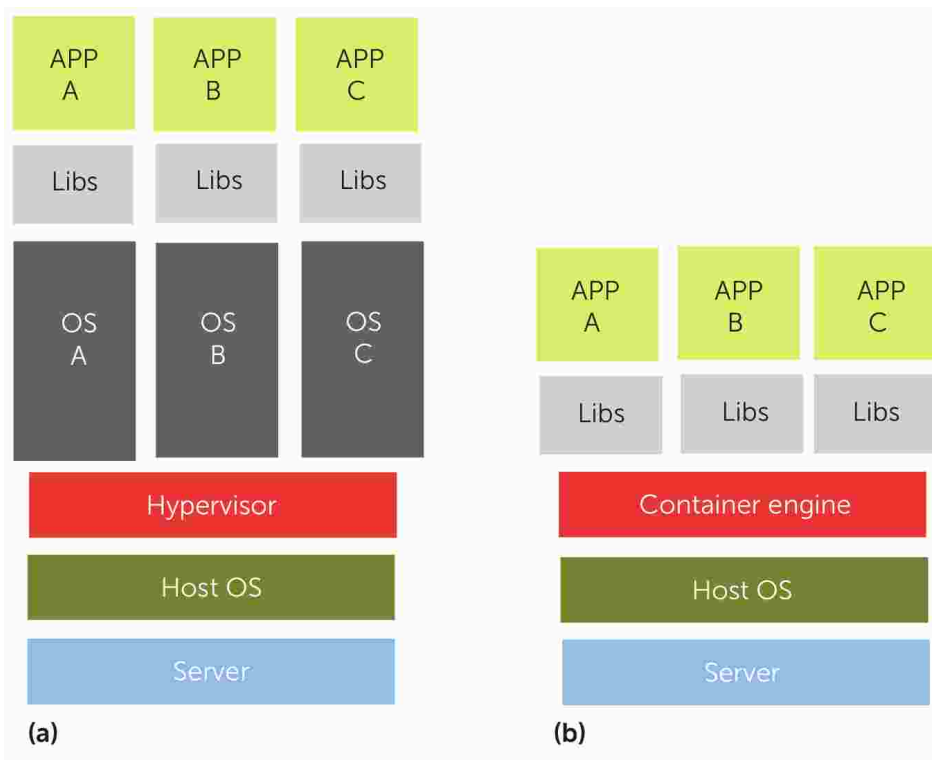 APP
A
APP
B
APP
C
Libs
Libs
Libs
OS
A
OS
B
OS
C
Hypervisor
Host OS
Server
(a)
APP
A
APP
B
APP
C
Libs
Libs
Libs
Container engine
Host OS
Server
(b)